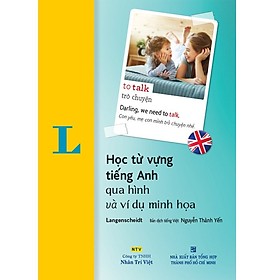 to talk
trò chuyện
Darling, we need to talk.
Con yêu, mẹ con mình trò chuyện nhé.
L
Học từ vựng
tiếng Anh
qua hình
và ví dụ minh họa
Langenscheidt Bản dịch tiếng Việt Nguyễn Thành Yến
NTV
Công ty TNHH
Nhân Trí Việt
NHÀ XUẤT BẢN TỔNG HỢP
THÀNH PHỐ HỒ CHÍ MINH